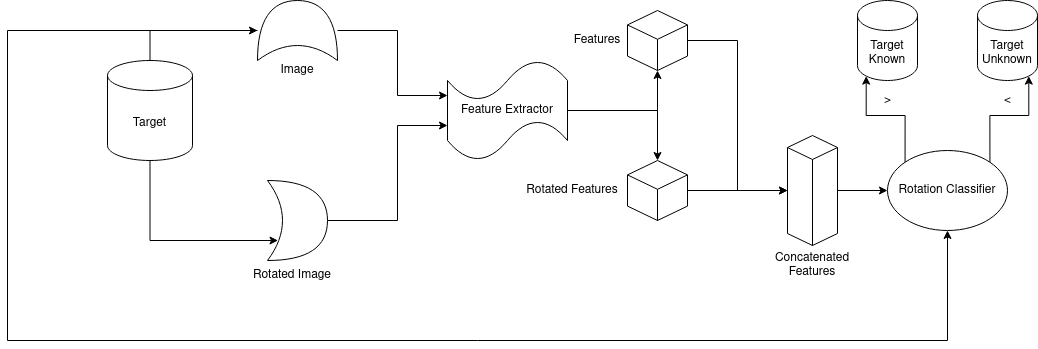 Image
Target
Rotated Image
Feature Extractor
Features
Rotated Features
Concatenated
Features
Target
Known
Target
Unknown
>
<
Rotation Classifier